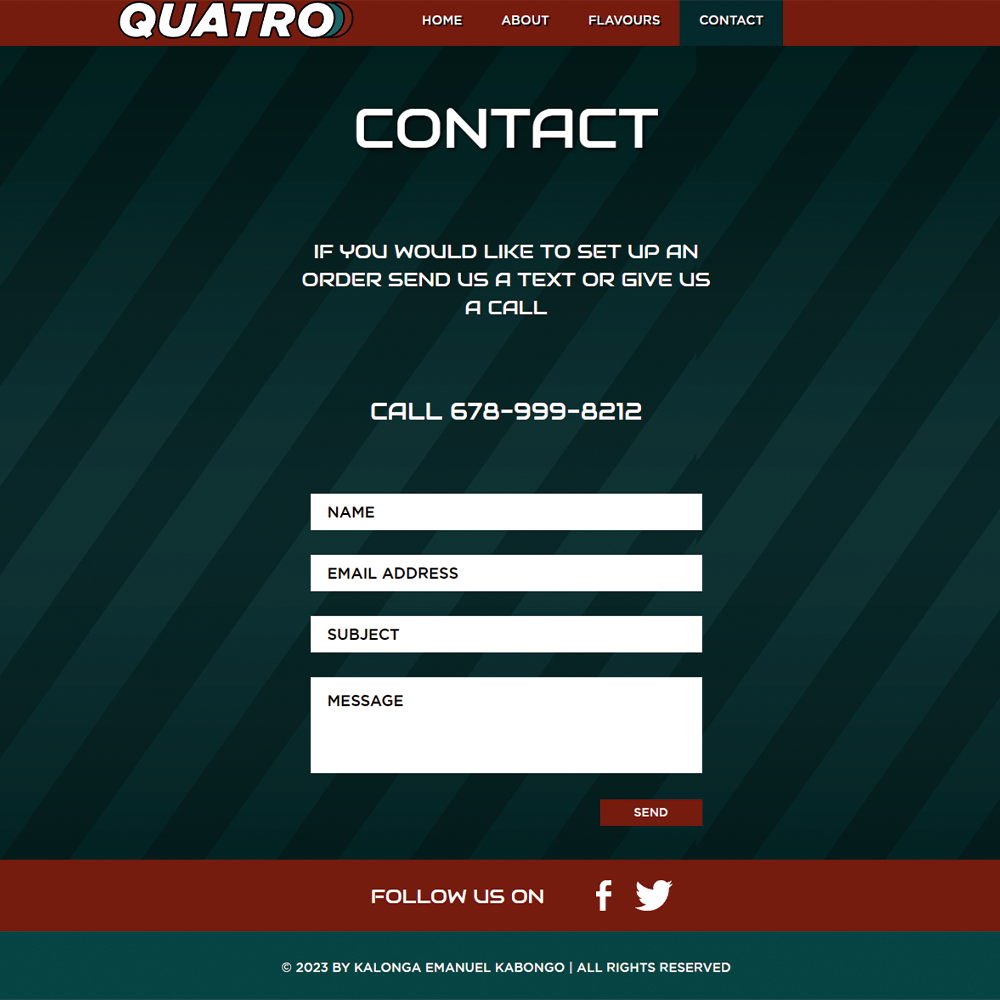 QUATRO
HOME ABOUT FLAVOURS CONTACT
CONTACT
IF YOU WOULD LIKE TO SET UP AN
ORDER SEND US A TEXT OR GIVE US
A CALL
CALL 678-999-8212
NAME
EMAIL ADDRESS
SUBJECT
MESSAGE
SEND
FOLLOW US ON
© 2023 BY KALONGA EMANUEL KABONGO | ALL RIGHTS RESERVED